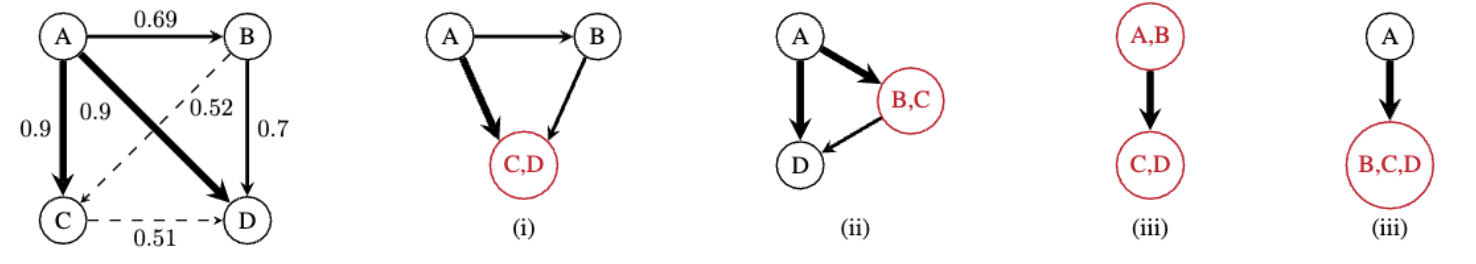 A
0.69
B
0.9
0.9
0.52
0.7
C
0.51
D
A
B
C,D
(i)
A
B,C
D
(ii)
A,B
C,D
(iii)
A
B,C,D
(iii)